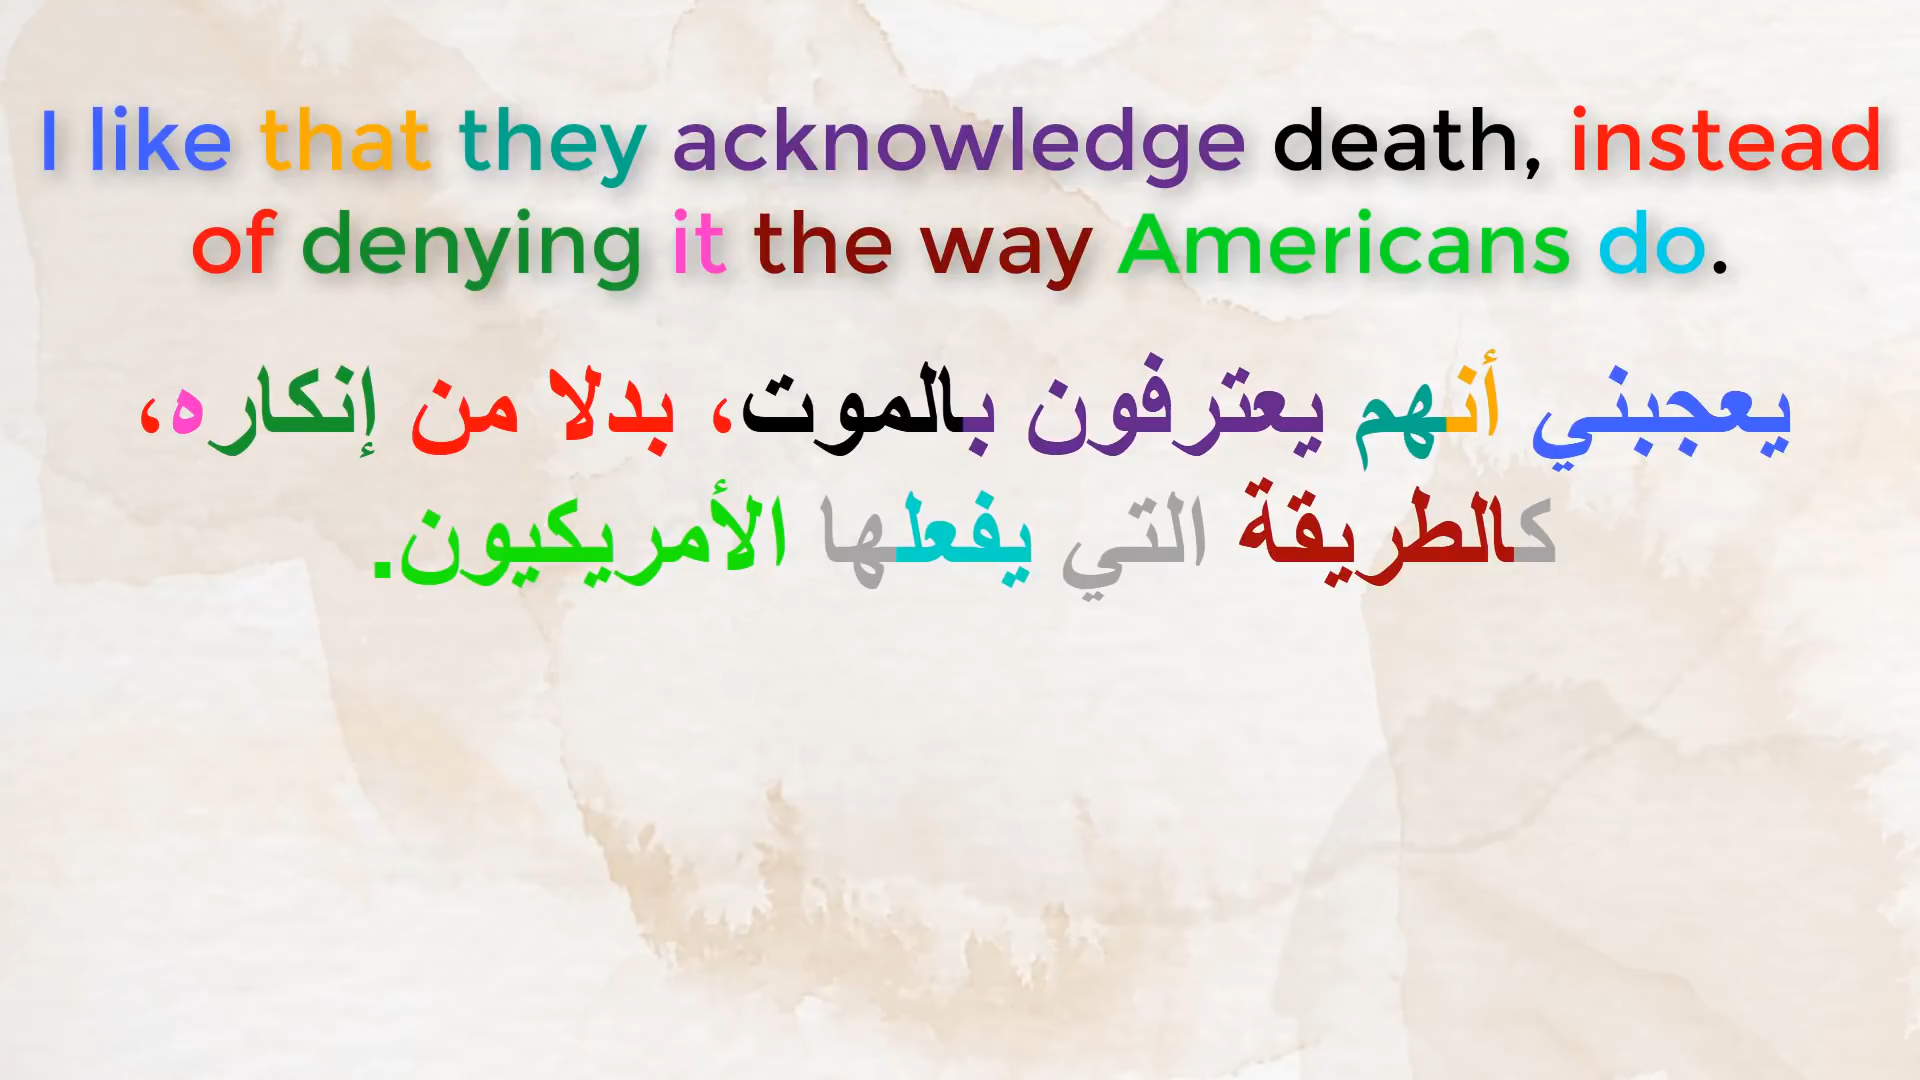 I like that they acknowledge death, instead
of denying it the way Americans do.
يعجبني أنهم يعترفون بالموت، بدلا من إنكاره،
كالطريقة التي يفعلها الأمريكيون.